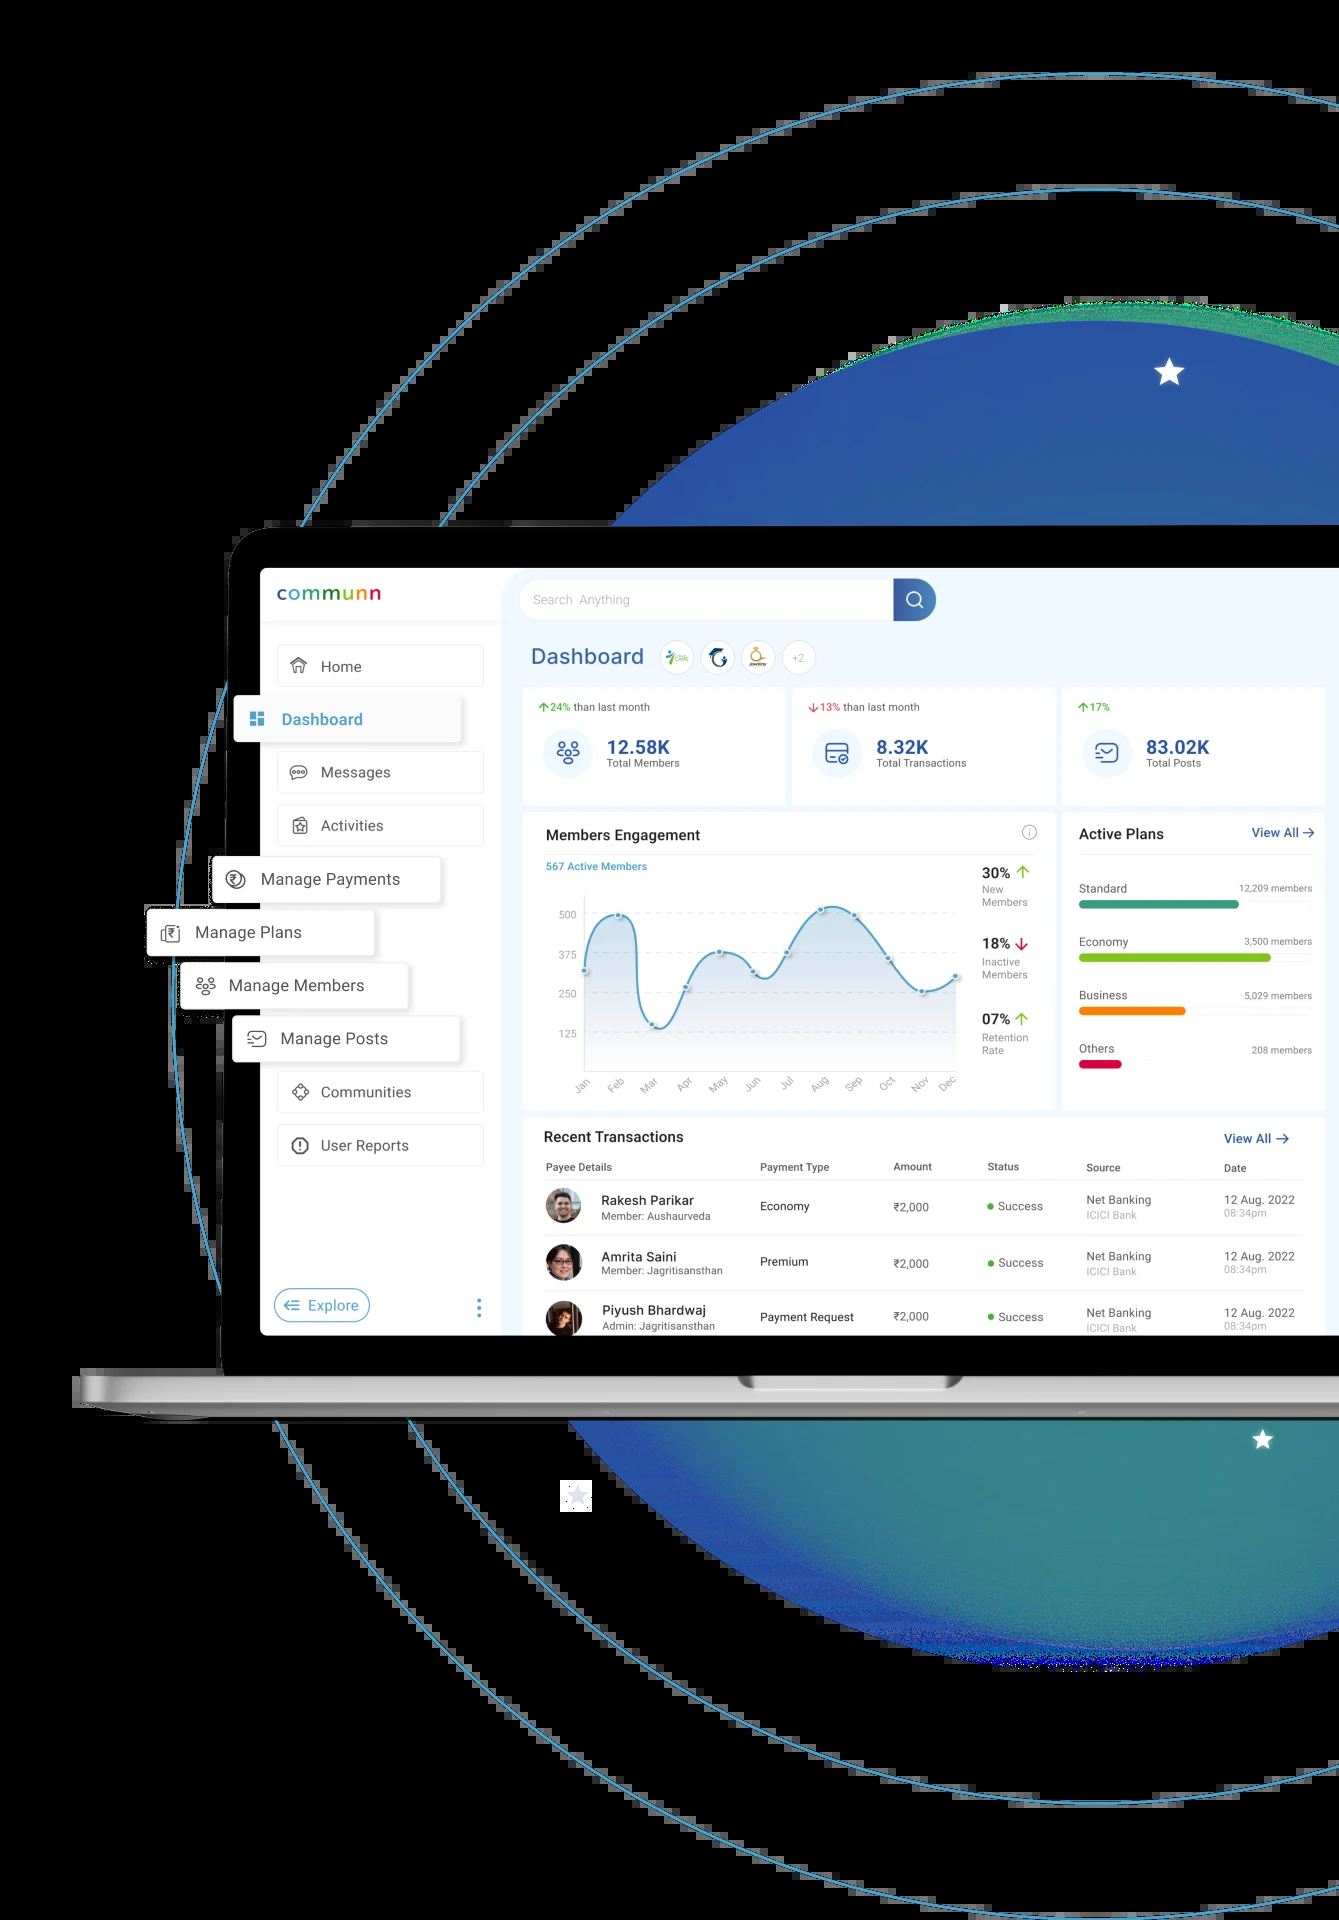 communn
Search Anything
Dashboard
+2
Home
Dashboard
Messages
Activities
Manage Payments
Manage Plans
Manage Members
Manage Posts
Communities
User Reports
Explore
24% than last month
12.58K
Total Members
13% than last month
8.32K
Total Transactions
17%
83.02K
Total Posts
Members Engagement
567 Active Members
500
375
250
125
Jan Feb Mar Apr May Jun Jul Aug Sep Oct Nov Dec
30%
New
Members
18%
Inactive
Members
07%
Retention
Rate
Active Plans View All
Standard 12,209 members
Economy 3,500 members
Business 5,029 members
Others 208 members
Recent Transactions View All
Payee Details Payment Type Amount Status Source Date
Rakesh Parikar Economy ₹2,000 Success Net Banking 12 Aug. 2022
Member: Aushaurveda ICICI Bank 08:34pm
Amrita Saini Premium ₹2,000 Success Net Banking 12 Aug. 2022
Member: Jagritisansthan ICICI Bank 08:34pm
Piyush Bhardwaj Payment Request ₹2,000 Success Net Banking 12 Aug. 2022
Admin: Jagritisansthan ICICI Bank 08:34pm